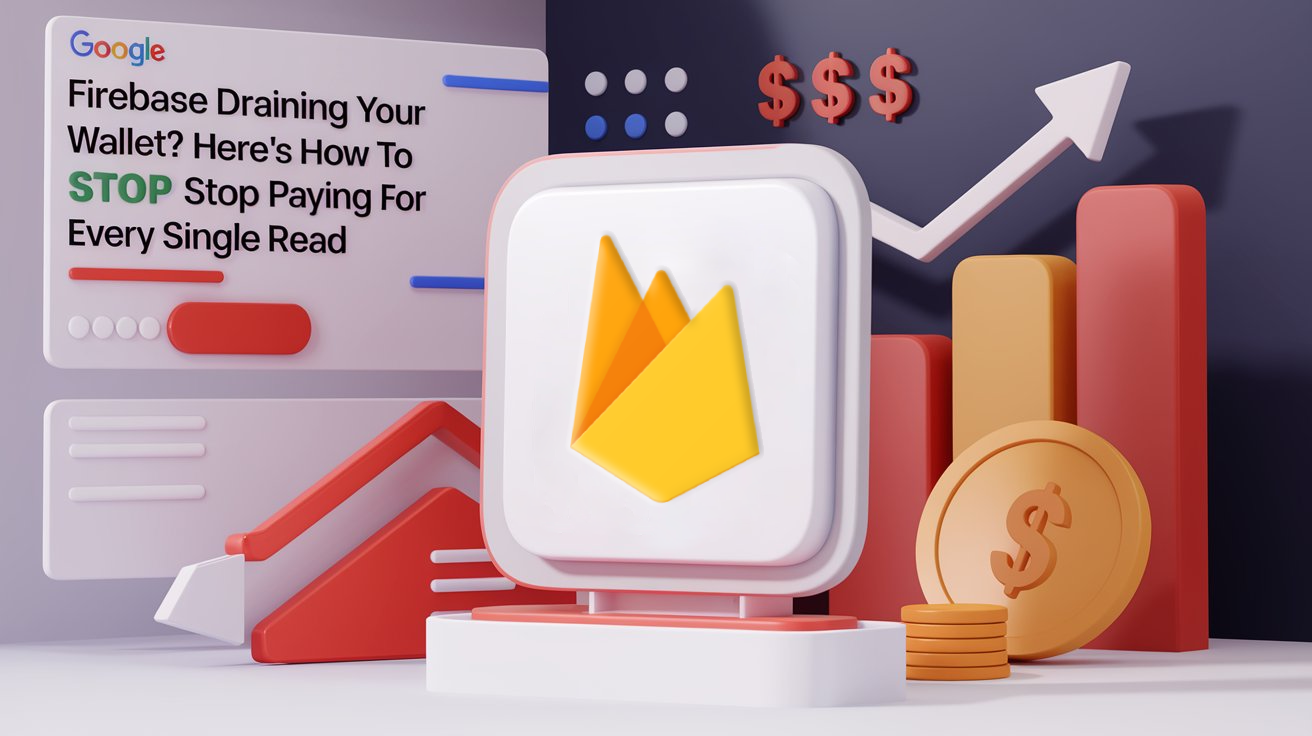 Google
Firebase Draining Your
Wallet? Here's How To
STOP Stop Paying For
Every Single Read
$$$
$